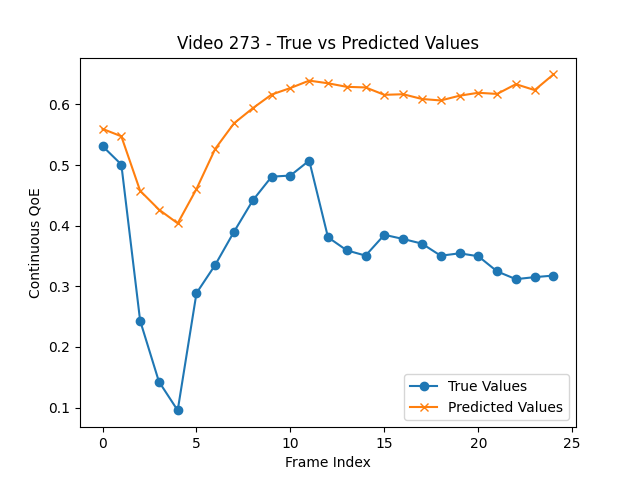 Video 273 - True vs Predicted Values
Continuous QoE
0.6
0.5
0.4
0.3
0.2
0.1
0 5 10 15 20 25
Frame Index
True Values
Predicted Values